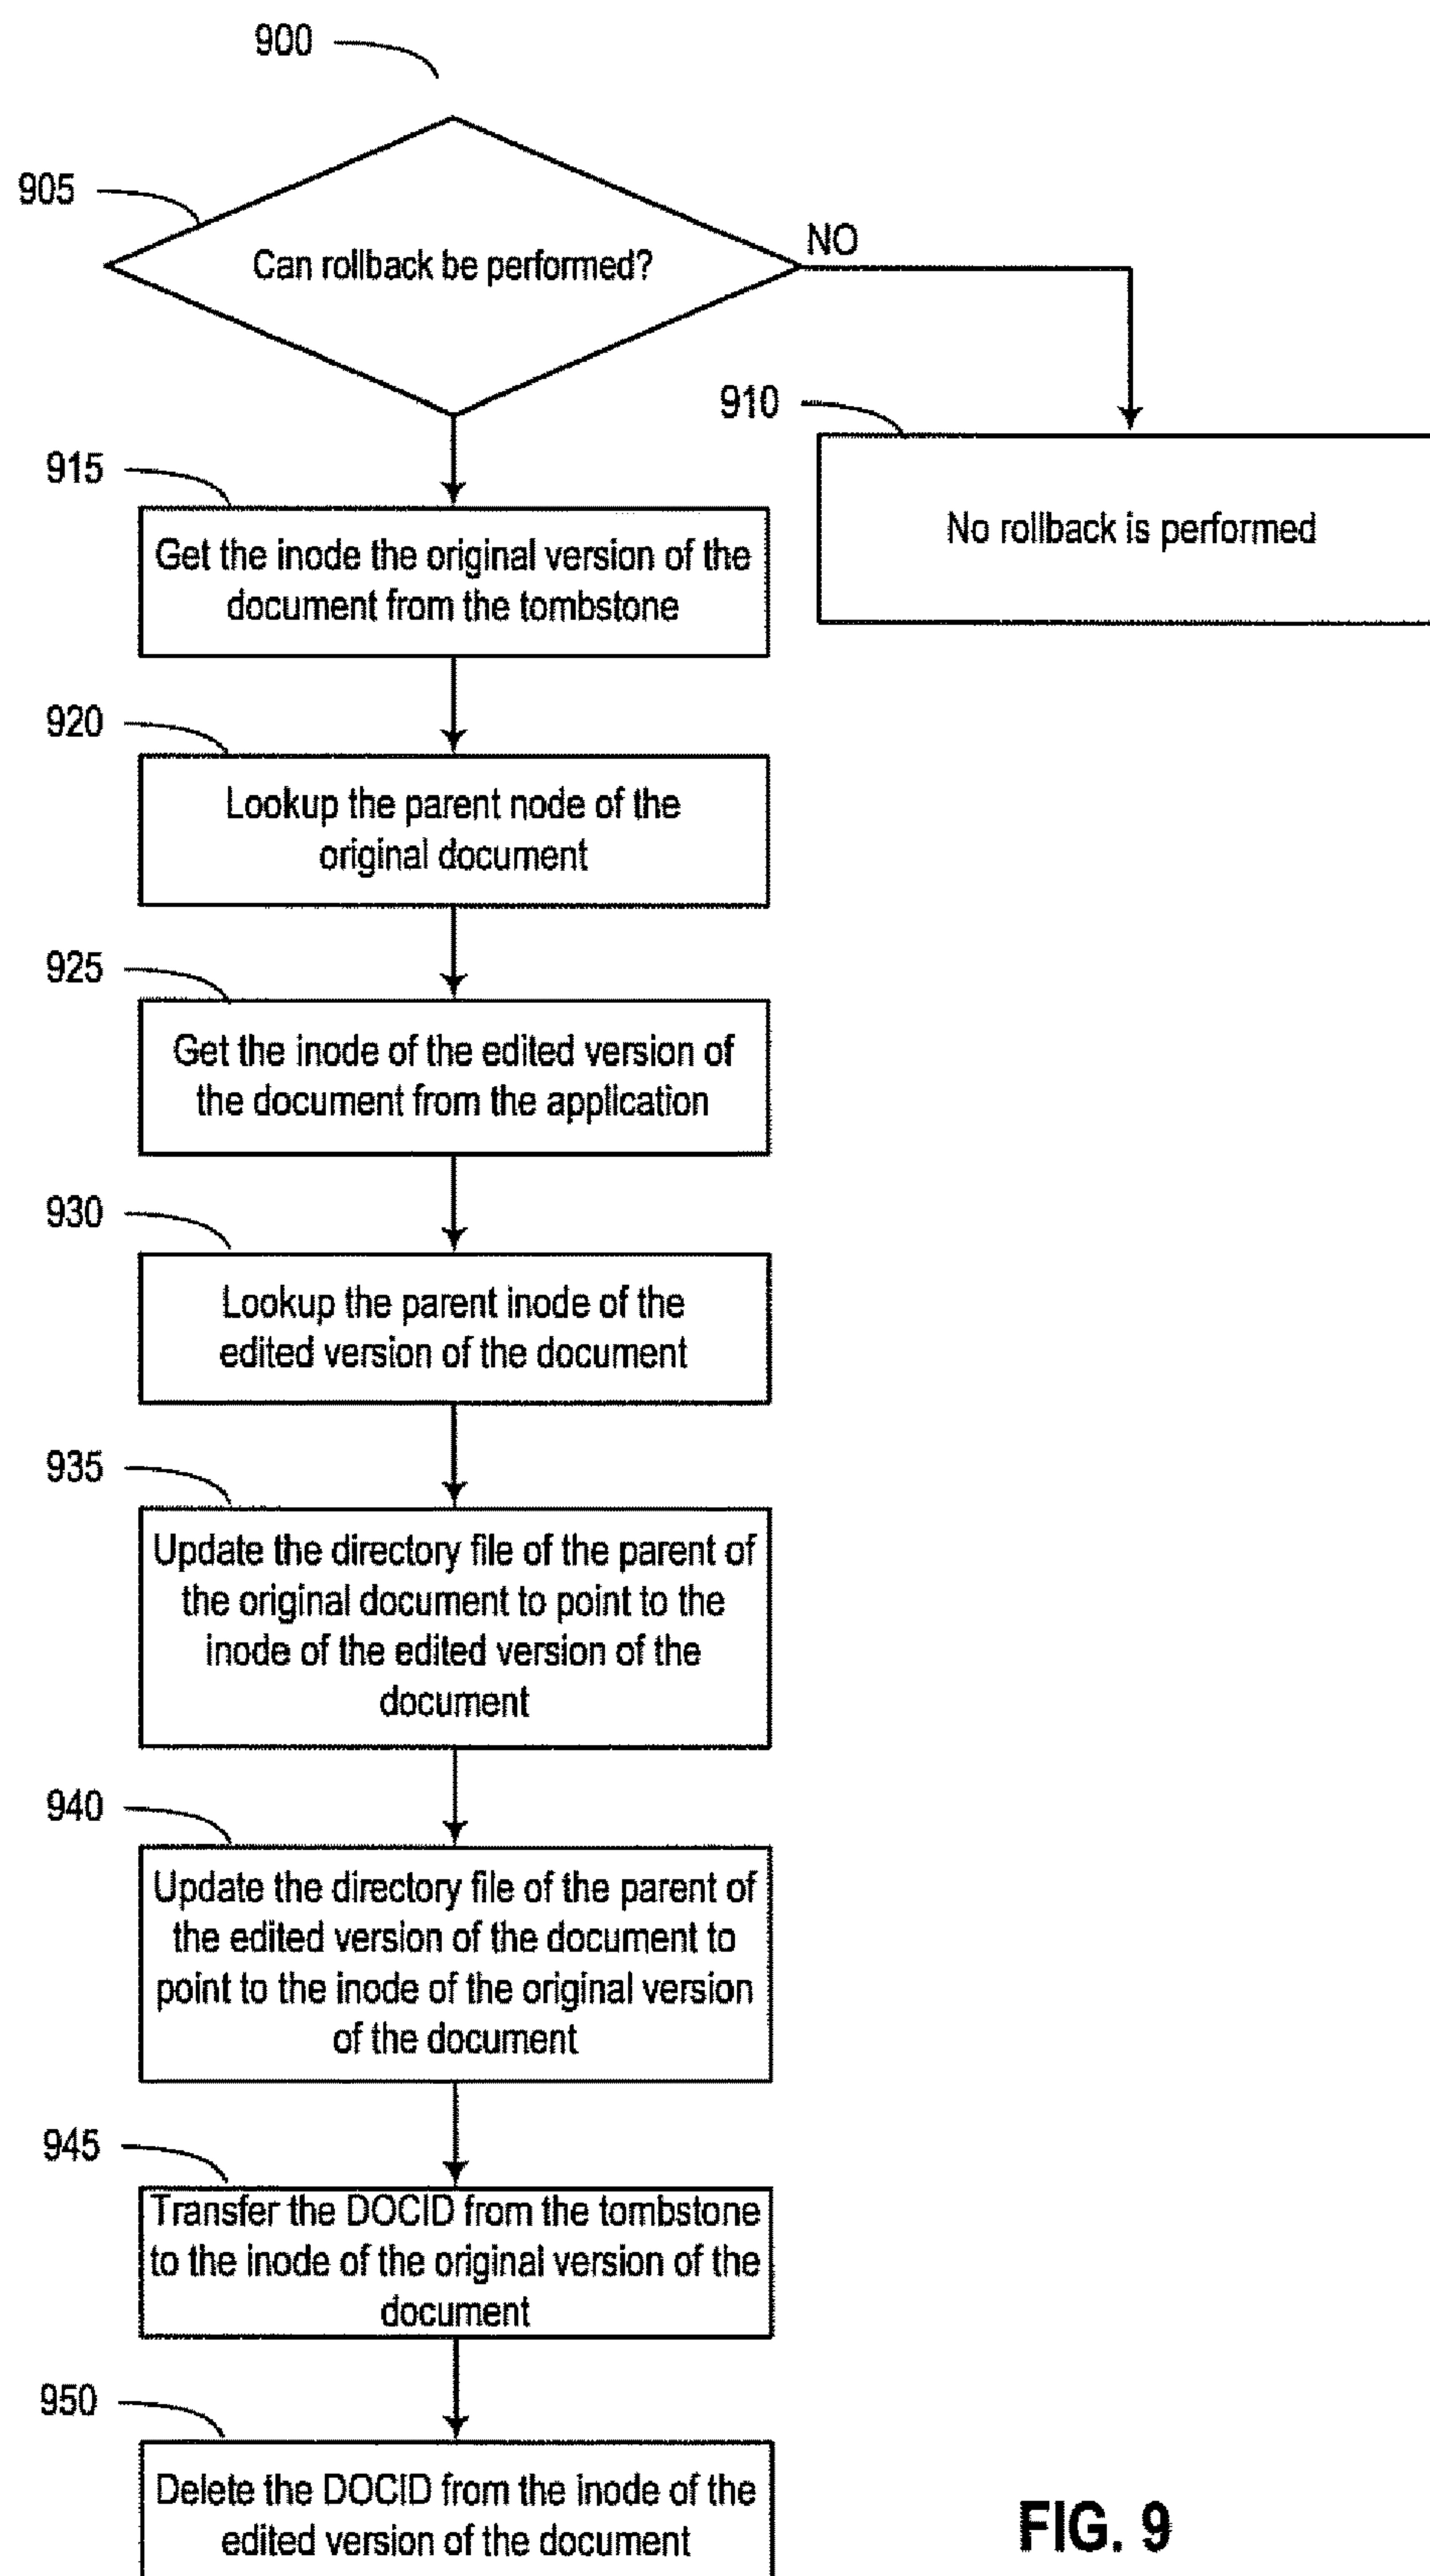 900
905
Can rollback be performed?
NO
910
No rollback is performed
915
Get the inode the original version of the
document from the tombstone
920
Lookup the parent node of the
original document
925
Get the inode of the edited version of
the document from the application
930
Lookup the parent inode of the
edited version of the document
935
Update the directory file of the parent of
the original document to point to the
inode of the edited version of the
document
940
Update the directory file of the parent of
the edited version of the document to
point to the inode of the original version
of the document
945
Transfer the DOCID from the tombstone
to the inode of the original version of the
document
950
Delete the DOCID from the inode of the
edited version of the document
FIG. 9